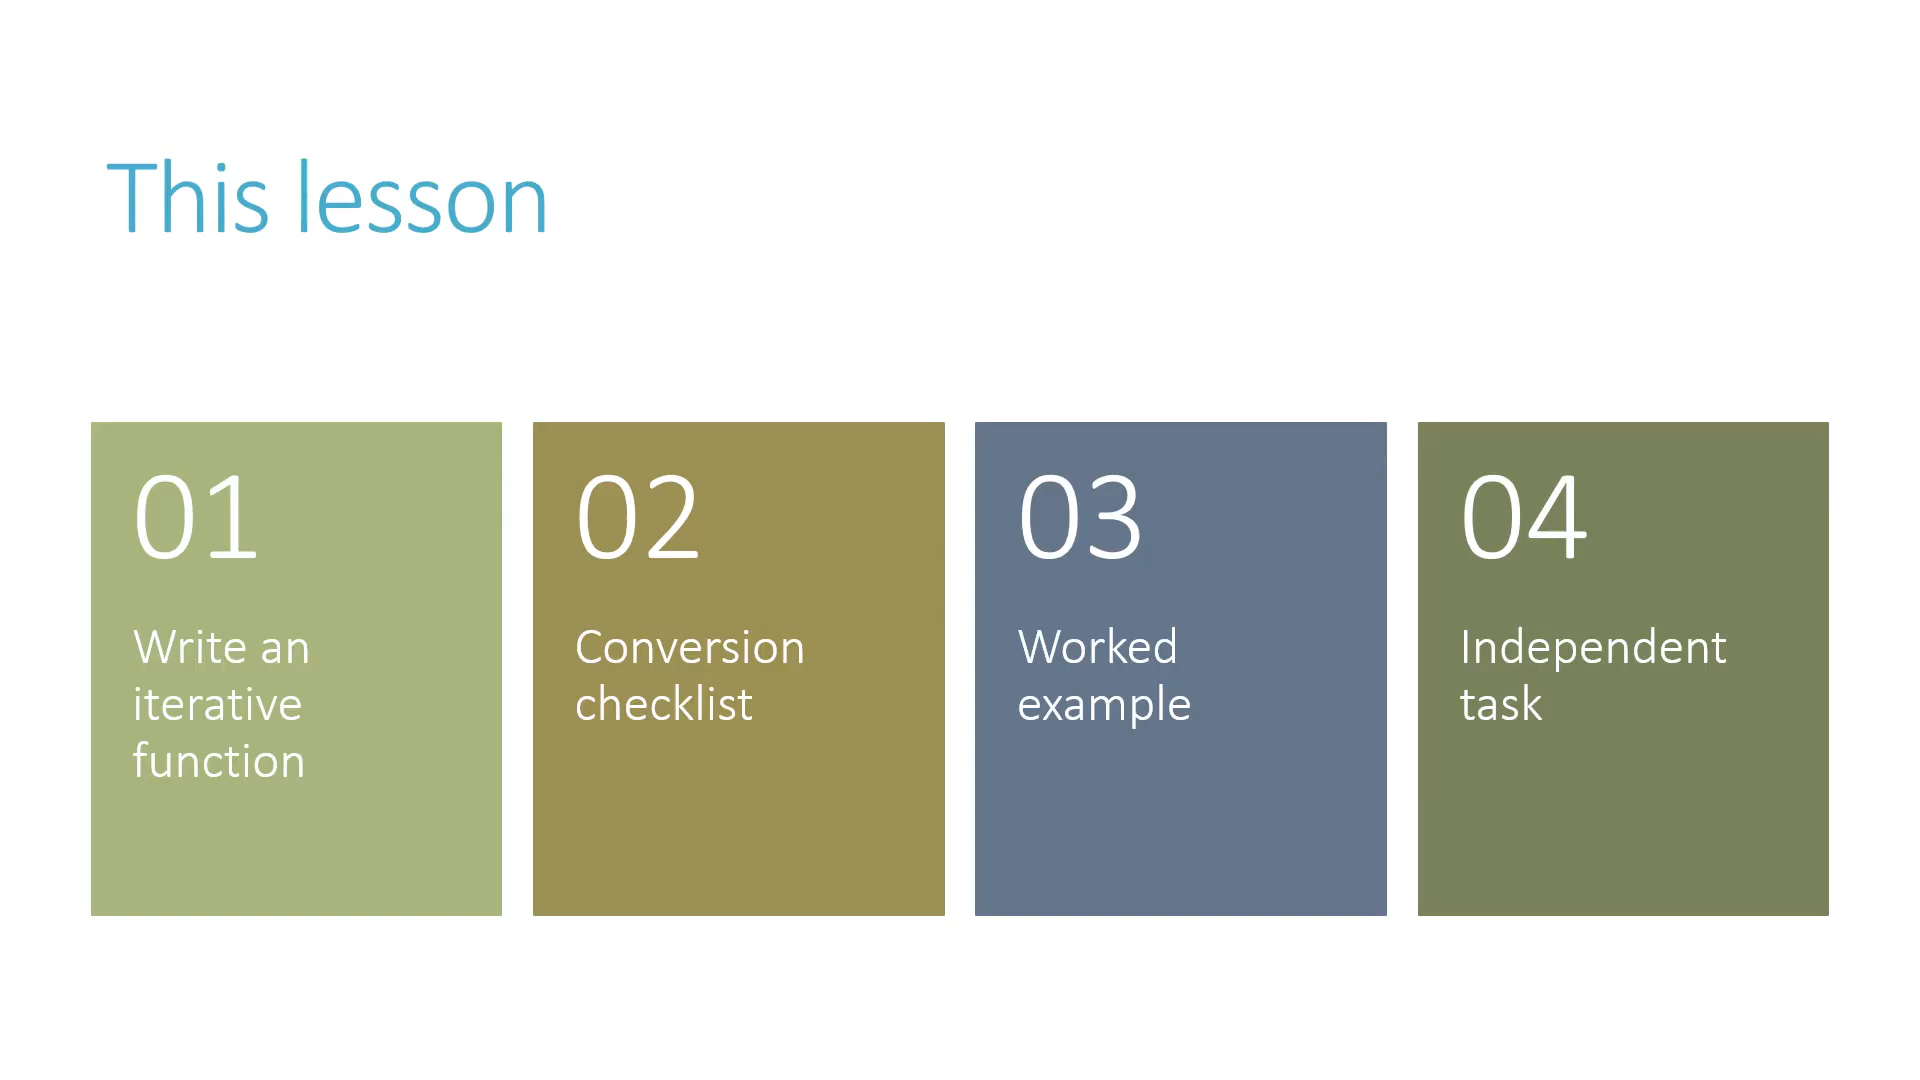 This lesson
01
Write an
iterative
function
02
Conversion
checklist
03
Worked
example
04
Independent
task